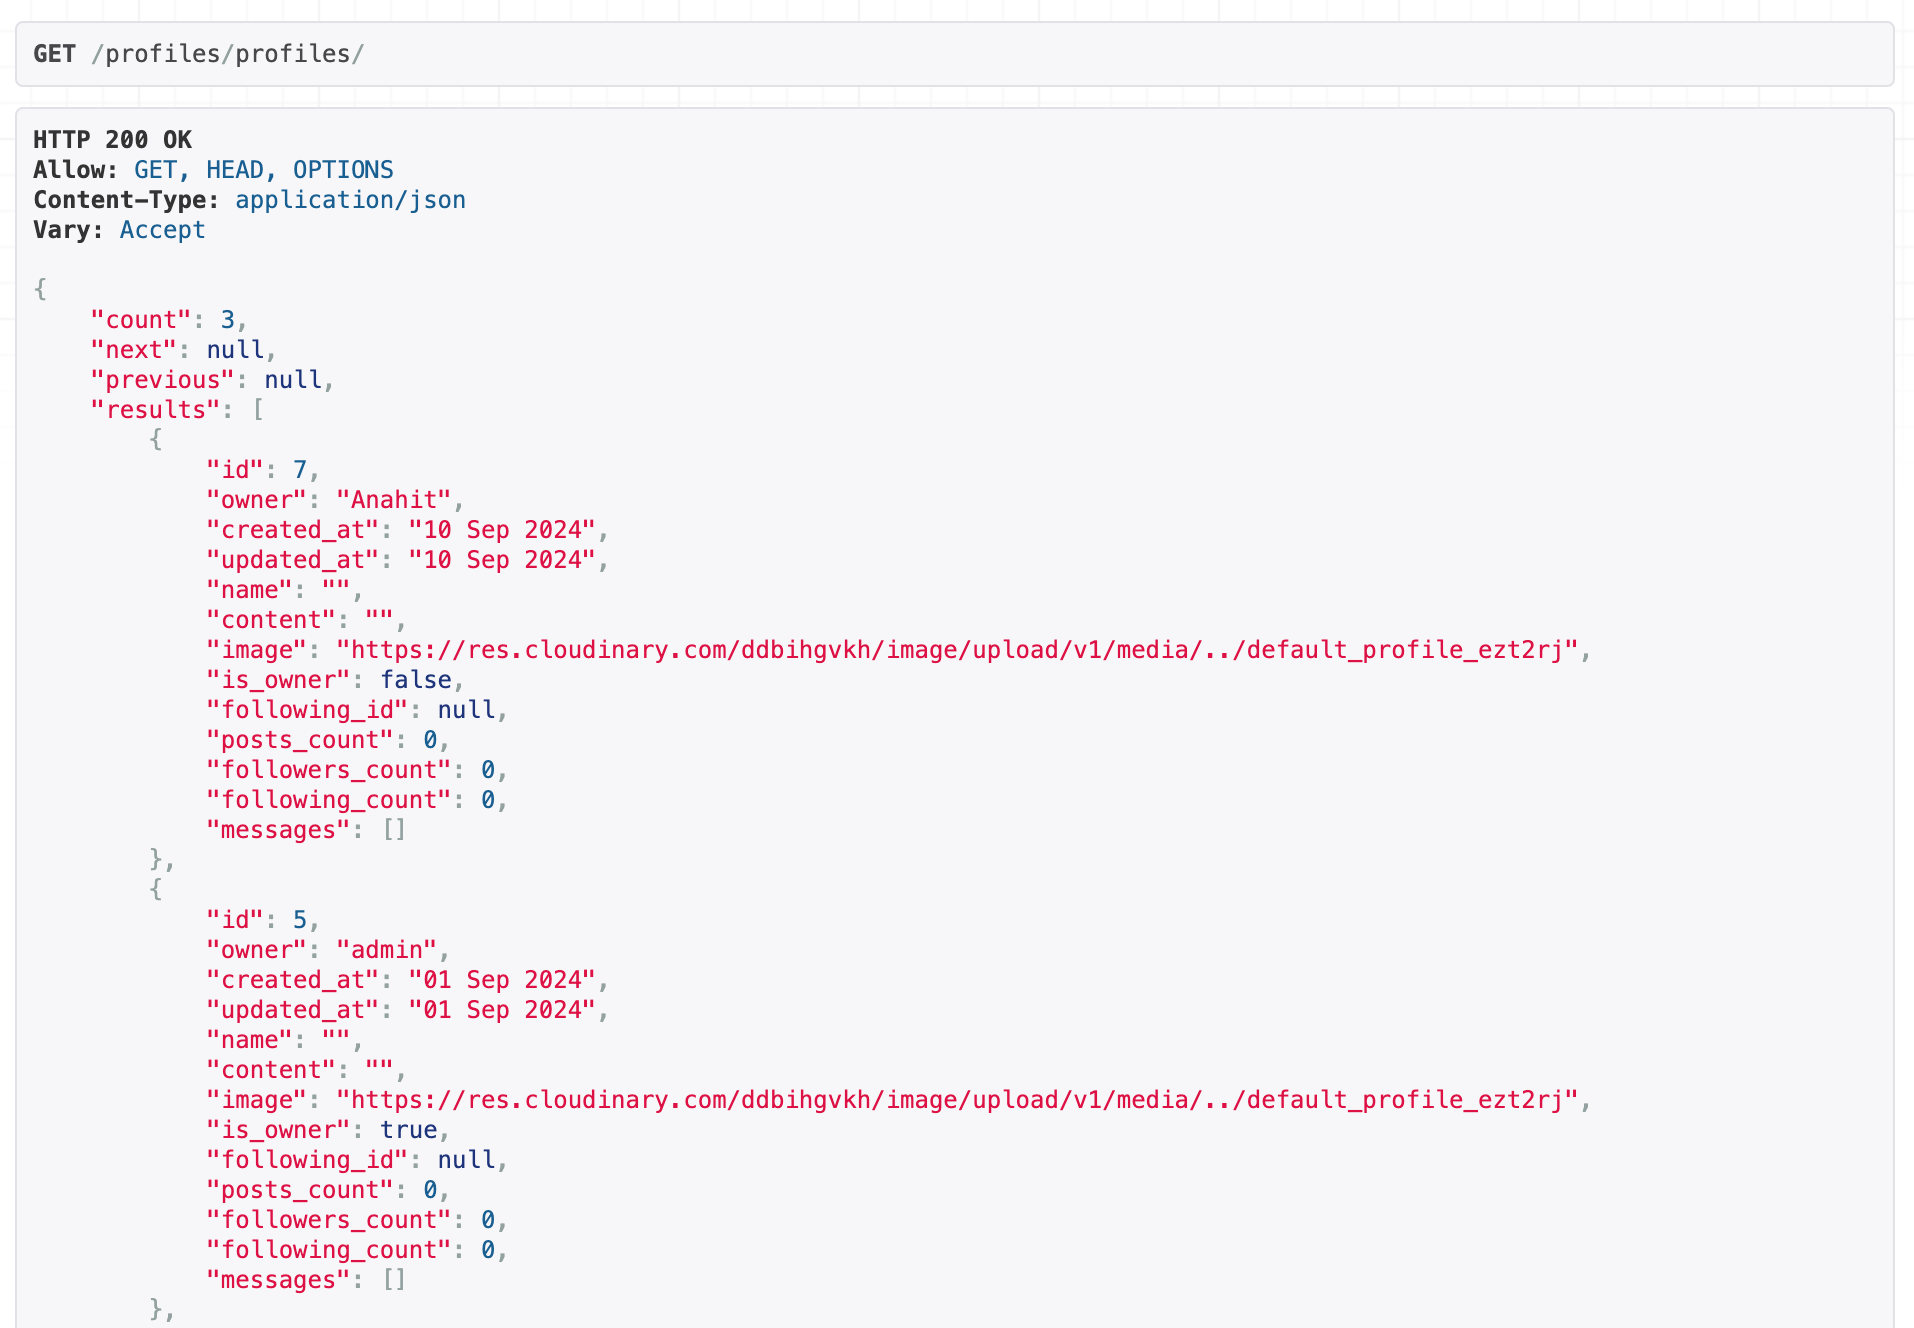 GET /profiles/profiles/
HTTP 200 OK
Allow: GET, HEAD, OPTIONS
Content-Type: application/json
Vary: Accept
{
    "count": 3,
    "next": null,
    "previous": null,
    "results": [
        {
            "id": 7,
            "owner": "Anahit",
            "created_at": "10 Sep 2024",
            "updated_at": "10 Sep 2024",
            "name": "",
            "content": "",
            "image": "https://res.cloudinary.com/ddbihgvkh/image/upload/v1/media/../default_profile_ezt2rj",
            "is_owner": false,
            "following_id": null,
            "posts_count": 0,
            "followers_count": 0,
            "following_count": 0,
            "messages": []
        },
        {
            "id": 5,
            "owner": "admin",
            "created_at": "01 Sep 2024",
            "updated_at": "01 Sep 2024",
            "name": "",
            "content": "",
            "image": "https://res.cloudinary.com/ddbihgvkh/image/upload/v1/media/../default_profile_ezt2rj",
            "is_owner": true,
            "following_id": null,
            "posts_count": 0,
            "followers_count": 0,
            "following_count": 0,
            "messages": []
        },